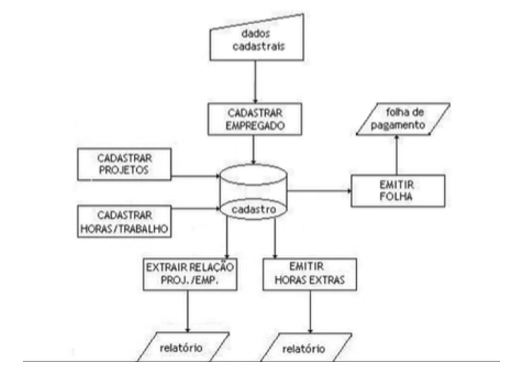 dados
cadastrais
CADASTRAR
EMPREGADO
folha de
pagamento
CADASTRAR
PROJETOS
EMITIR
FOLHA
cadastro
CADASTRAR
HORAS/TRABALHO
EXTRAIR RELAÇÃO
PROJ./EMP.
EMITIR
HORAS EXTRAS
relatório
relatório